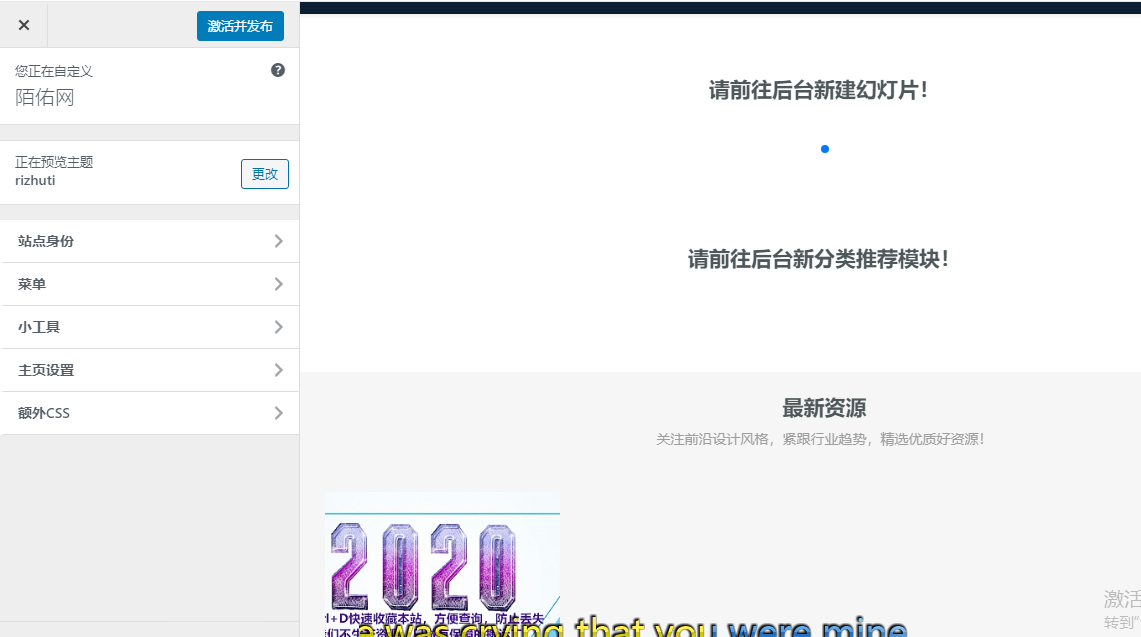 激活并发布
您正在自定义
陌佑网
正在预览主题
rizhuti
更改
站点身份
菜单
小工具
主页设置
额外CSS
请前往后台新建幻灯片！
请前往后台新分类推荐模块！
最新资源
关注前沿设计风格，紧跟行业趋势，精选优质好资源！
2020
+D快速收藏本站，方便查询，防止丢失
was crying that you were mine
激活
转到"